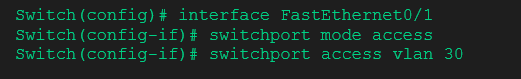 Switch(config)# interface FastEthernet0/1
Switch(config-if)# switchport mode access
Switch(config-if)# switchport access vlan 30